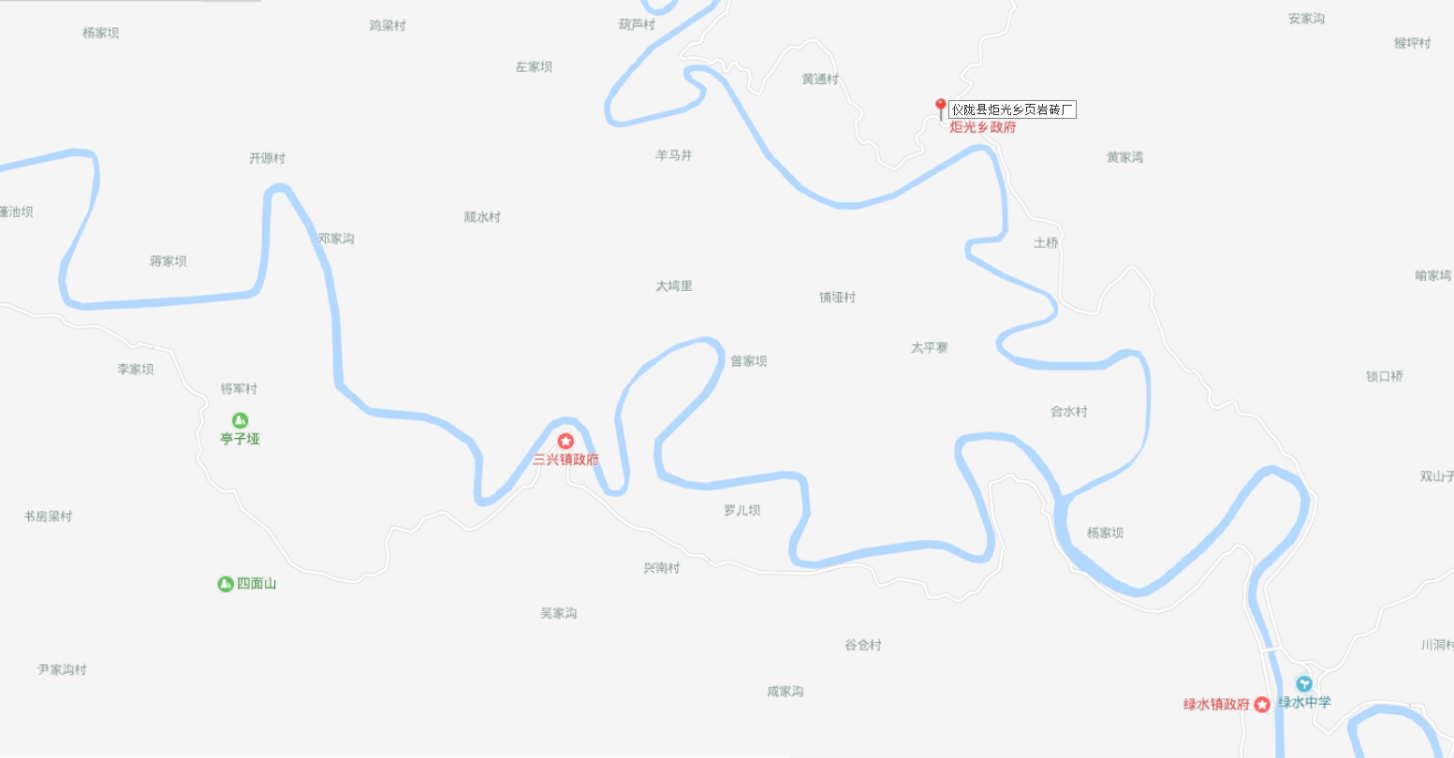 安家沟
鸡梁村
葫芦村
杨家坝
猴坪村
左家坝
黄通村
仪陇县炬光乡页岩砖厂
炬光乡政府
羊马井
黄家湾
开源村
蓬池坝
顺水村
邓家沟
土桥
蒋家坝
喻家塆
大塆里
铺垭村
太平寨
曾家坝
李家坝
锁口桥
将军村
合水村
亭子垭
三兴镇政府
双山子
罗儿坝
书房梁村
杨家坝
兴南村
四面山
吴家沟
谷仓村
川洞村
尹家沟村
咸家沟
绿水镇政府
绿水中学